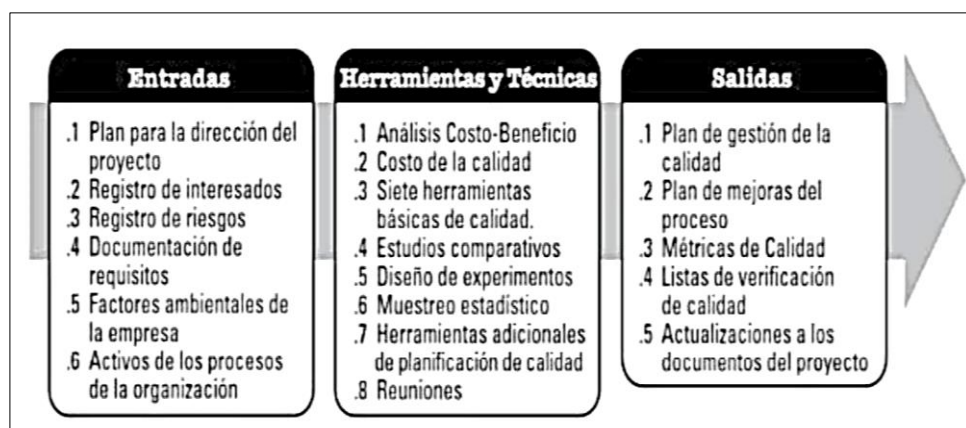 Entradas
.1 Plan para la dirección del
proyecto
.2 Registro de interesados
.3 Registro de riesgos
.4 Documentación de
requisitos
.5 Factores ambientales de
la empresa
.6 Activos de los procesos
de la organización
Herramientas y Técnicas
.1 Análisis Costo-Beneficio
.2 Costo de la calidad
.3 Siete herramientas
básicas de calidad.
.4 Estudios comparativos
.5 Diseño de experimentos
.6 Muestreo estadístico
.7 Herramientas adicionales
de planificación de calidad
.8 Reuniones
Salidas
.1 Plan de gestión de la
calidad
.2 Plan de mejoras del
proceso
.3 Métricas de Calidad
.4 Listas de verificación
de calidad
.5 Actualizaciones a los
documentos del proyecto